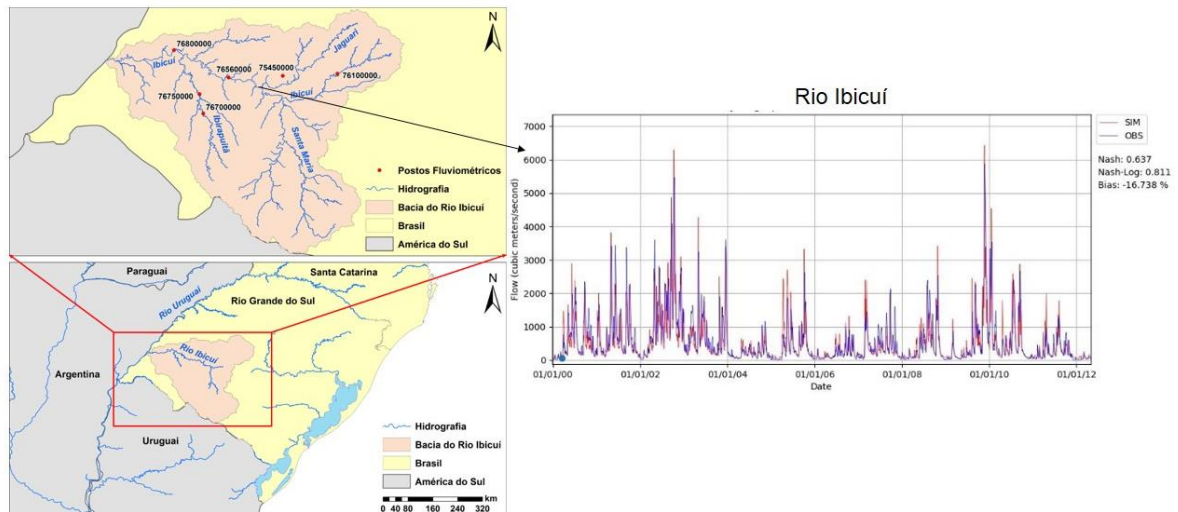 N
76800000
Ibicuí
76560000
75450000
Jaguari
76100000
76750000
Ibicuí
76700000
Ibirapuitã
Santa Maria
Postos Fluviométricos
Hidrografia
Bacia do Rio Ibicuí
Brasil
América do Sul
Paraguai
Santa Catarina
N
Rio Uruguai
Rio Grande do Sul
Rio Ibicuí
Argentina
Uruguai
Hidrografia
Bacia do Rio Ibicuí
Brasil
América do Sul
km
0 40 80 160 240 320
Rio Ibicuí
7000
6000
5000
4000
3000
2000
1000
0
Flow (cubic meters/second)
01/01/00 01/01/02 01/01/04 01/01/06 01/01/08 01/01/10 01/01/12
Date
SIM
OBS
Nash: 0.637
Nash-Log: 0.811
Bias: -16.738 %